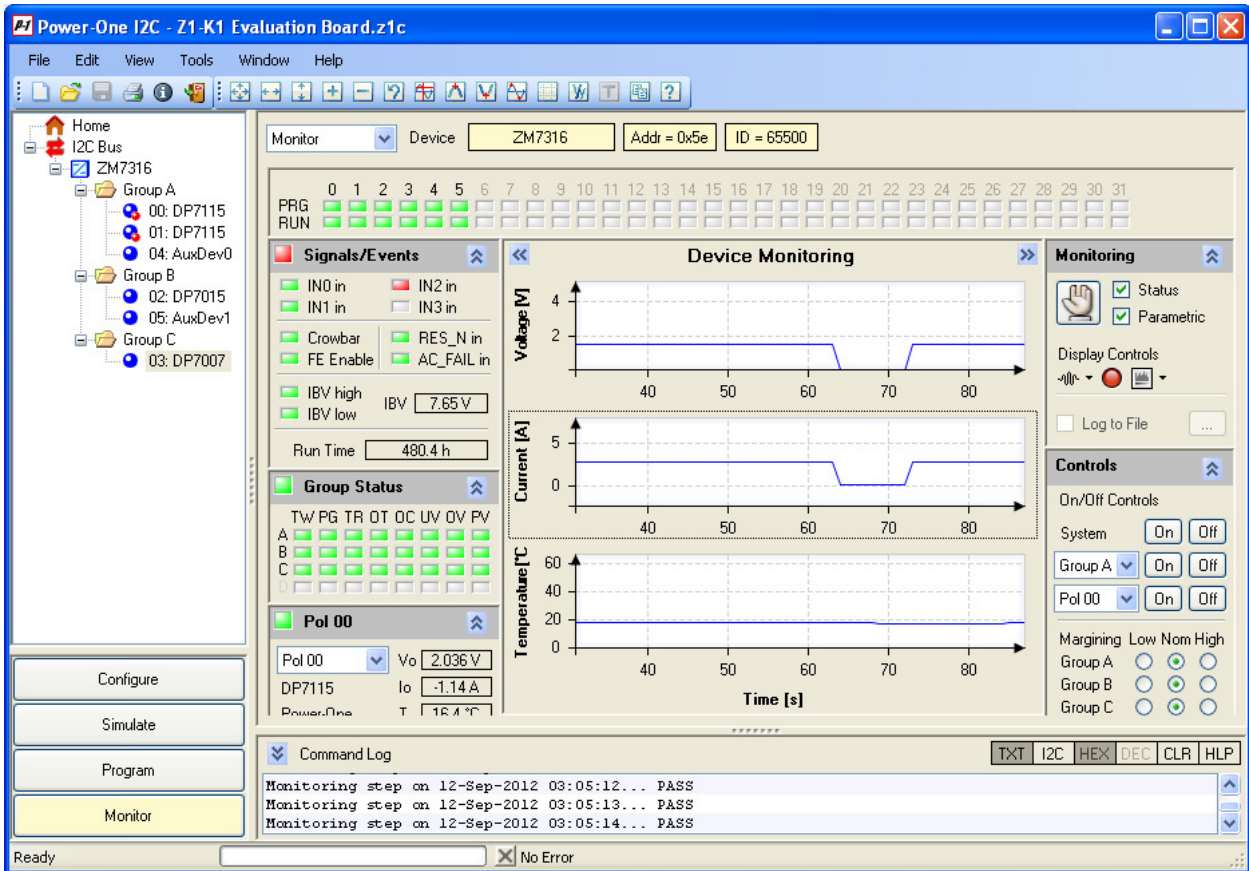 Power-One I2C - Z1-K1 Evaluation Board.z1c
File Edit View Tools Window Help
Home
I2C Bus
ZM7316
Group A
00: DP7115
01: DP7115
04: AuxDev0
Group B
02: DP7015
05: AuxDev1
Group C
03: DP7007
Configure
Simulate
Program
Monitor
Monitor Device ZM7316 Addr = 0x5e ID = 65500
0 1 2 3 4 5 6 7 8 9 10 11 12 13 14 15 16 17 18 19 20 21 22 23 24 25 26 27 28 29 30 31
PRG
RUN
Signals/Events
IN0 in IN2 in
IN1 in IN3 in
Crowbar RES_N in
FE Enable AC_FAIL in
IBV high
IBV low
IBV 7.65 V
Run Time 480.4 h
Group Status
TW PG TR OT OC UV OV PV
A
B
C
D
Pol 00
Pol 00 Vo 2.036 V
DP7115 Io -1.14 A
Power-One T 16.4 °C
Device Monitoring
Voltage [V]
4
2
40 50 60 70 80
Current [A]
5
0
40 50 60 70 80
Temperature[°C
60
40
20
0
40 50 60 70 80
Time [s]
Monitoring
Status
Parametric
Display Controls
Log to File ...
Controls
On/Off Controls
System On Off
Group A On Off
Pol 00 On Off
Margining Low Nom High
Group A
Group B
Group C
Command Log TXT I2C HEX DEC CLR HLP
Monitoring step on 12-Sep-2012 03:05:12... PASS
Monitoring step on 12-Sep-2012 03:05:13... PASS
Monitoring step on 12-Sep-2012 03:05:14... PASS
Ready No Error